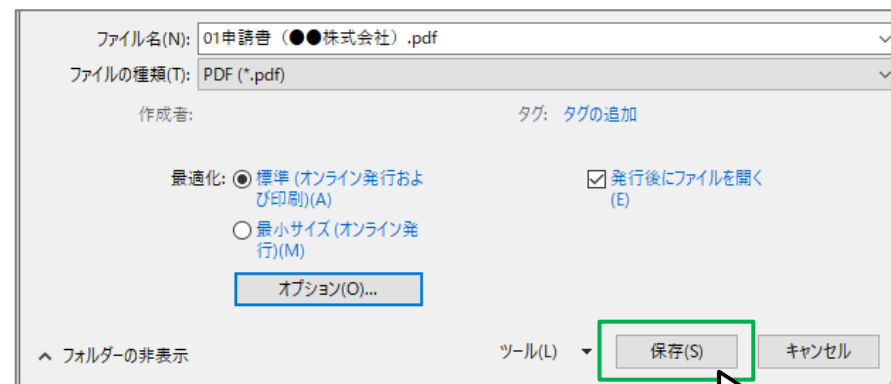 ファイル名(N): 01申請書（●●株式会社）.pdf
ファイルの種類(T): PDF (*.pdf)
作成者: タグ: タグの追加
最適化: 標準 (オンライン発行およ
び印刷)(A)
発行後にファイルを開く
(E)
最小サイズ (オンライン発
行)(M)
オプション(O)...
フォルダーの非表示 ツール(L) 保存(S) キャンセル